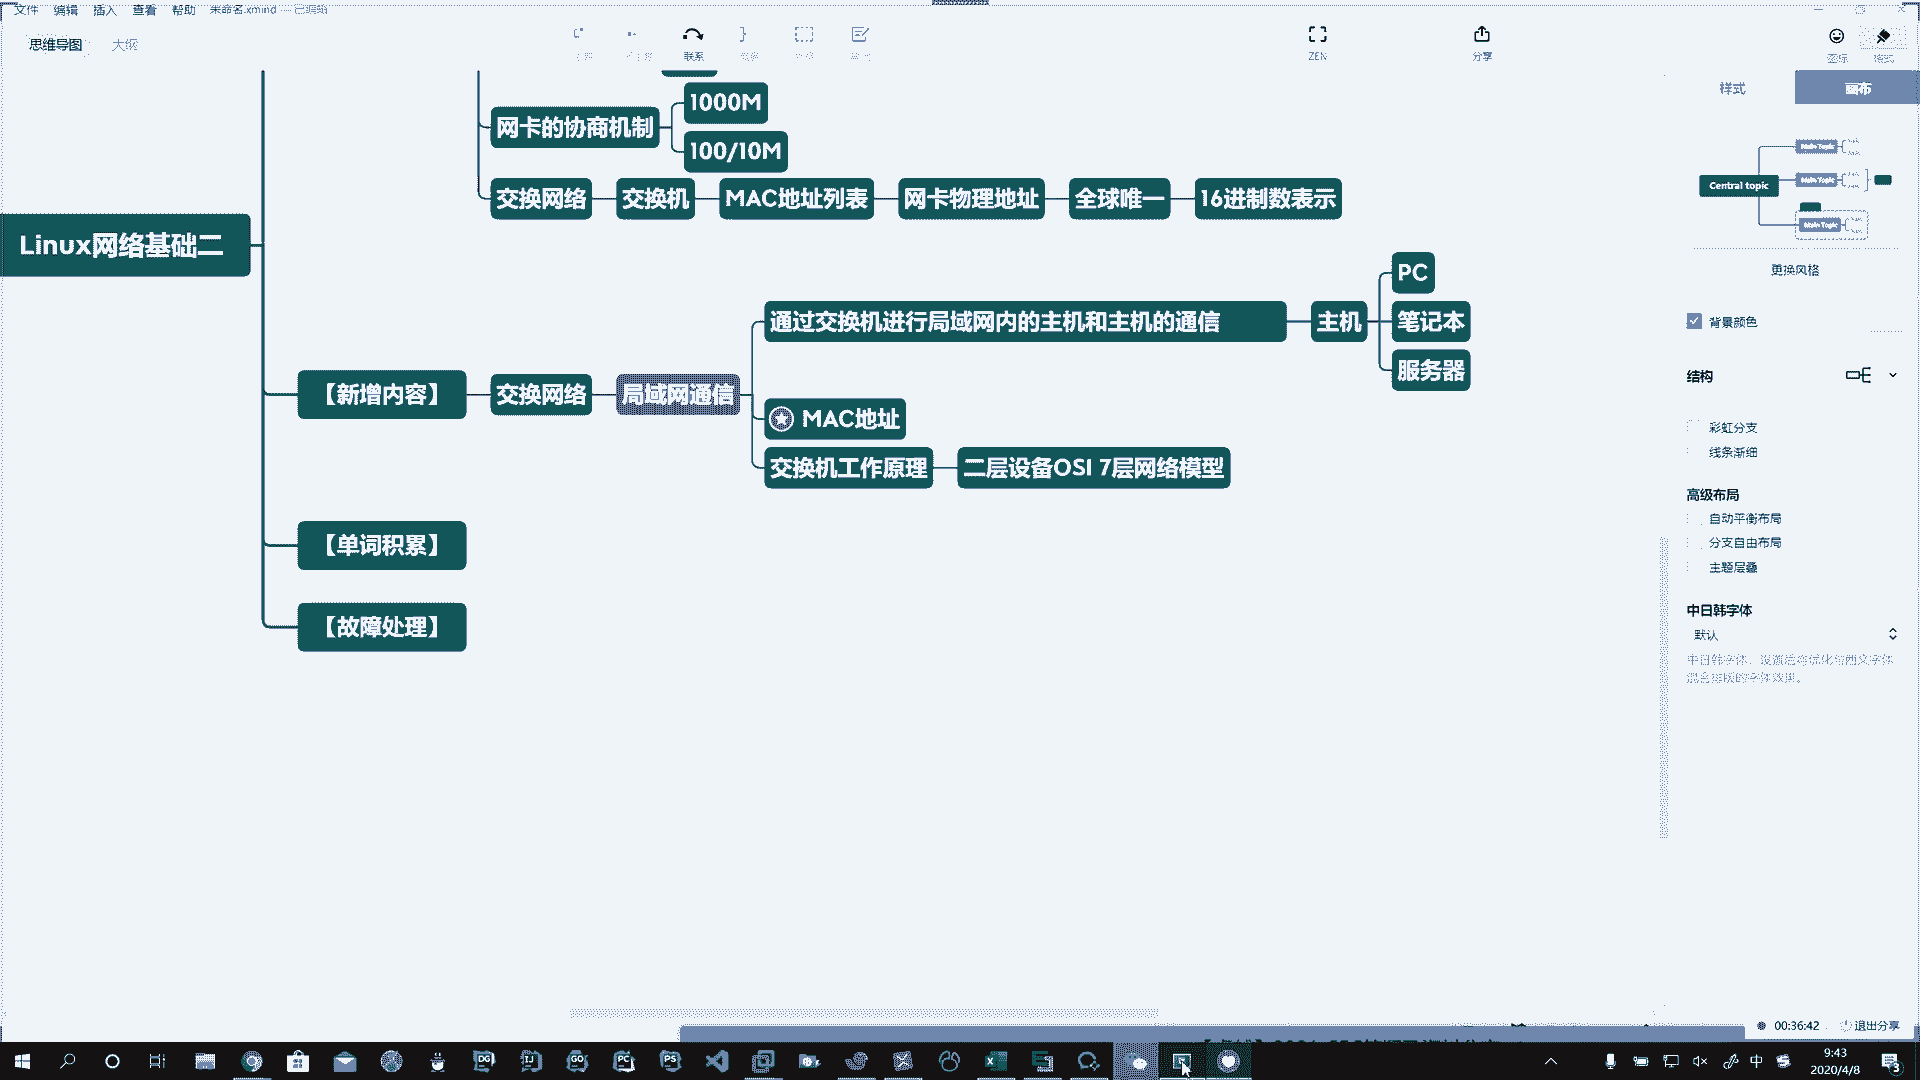 文件 编辑 插入 查看 帮助 未命名.xmind — 已编辑
思维导图 大纲
联系 ZEN 分享 图标 格式
样式 画布
1000M
网卡的协商机制
100/10M
交换网络 交换机 MAC地址列表 网卡物理地址 全球唯一 16进制数表示
Linux网络基础二
PC
通过交换机进行局域网内的主机和主机的通信 主机 笔记本
服务器
【新增内容】 交换网络 局域网通信
MAC地址
交换机工作原理 二层设备OSI 7层网络模型
【单词积累】
【故障处理】
Central topic
Main Topic
Main Topic
Main Topic
更换风格
背景颜色
结构
彩虹分支
线条渐细
高级布局
自动平衡布局
分支自由布局
主题层叠
中日韩字体
默认
00:36:42 退出分享
DG IJ GO PC PS
中
9:43
2020/4/8
3